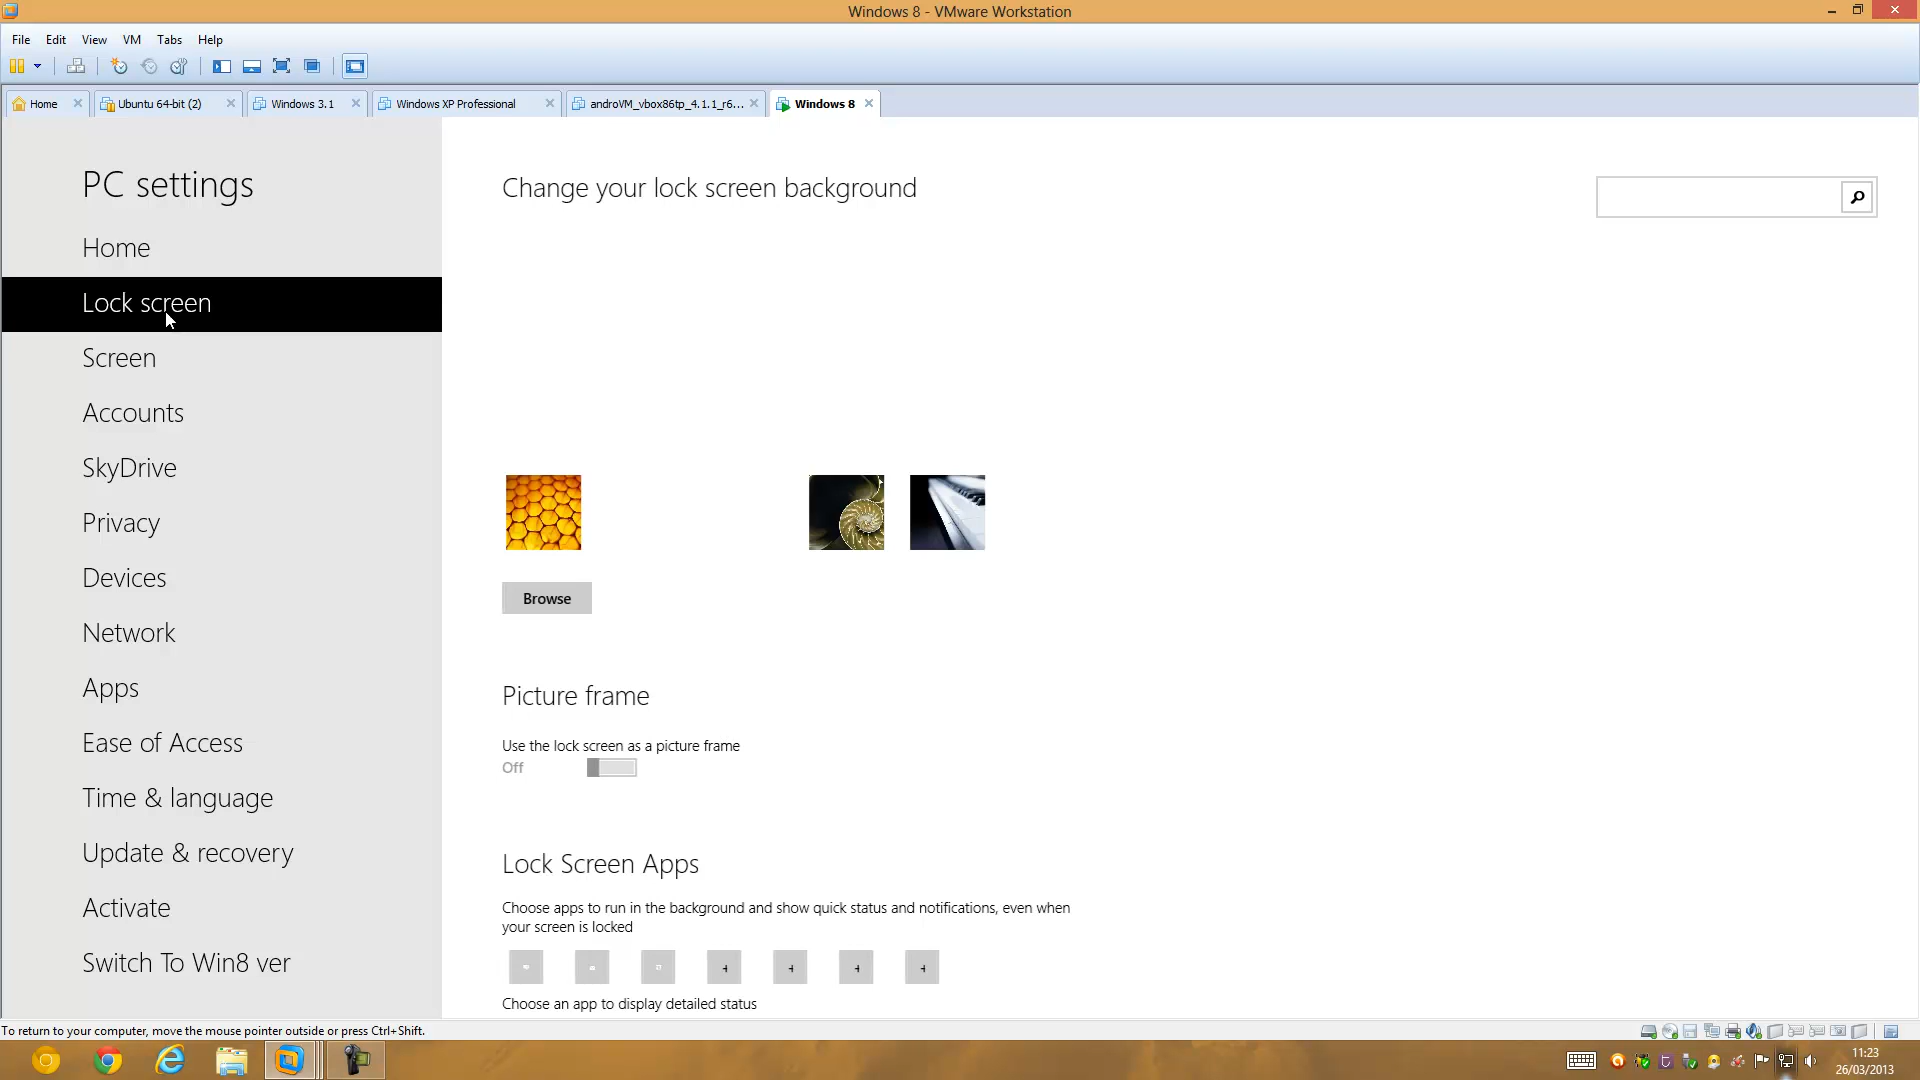 Windows 8 - VMware Workstation
File Edit View VM Tabs Help
Home Ubuntu 64-bit (2) Windows 3.1 Windows XP Professional androVM_vbox86tp_4.1.1_r6... Windows 8
PC settings
Home
Lock screen
Screen
Accounts
SkyDrive
Privacy
Devices
Network
Apps
Ease of Access
Time & language
Update & recovery
Activate
Switch To Win8 ver
Change your lock screen background
Browse
Picture frame
Use the lock screen as a picture frame
Off
Lock Screen Apps
Choose apps to run in the background and show quick status and notifications, even when
your screen is locked
Choose an app to display detailed status
To return to your computer, move the mouse pointer outside or press Ctrl+Shift.
11:23
26/03/2013